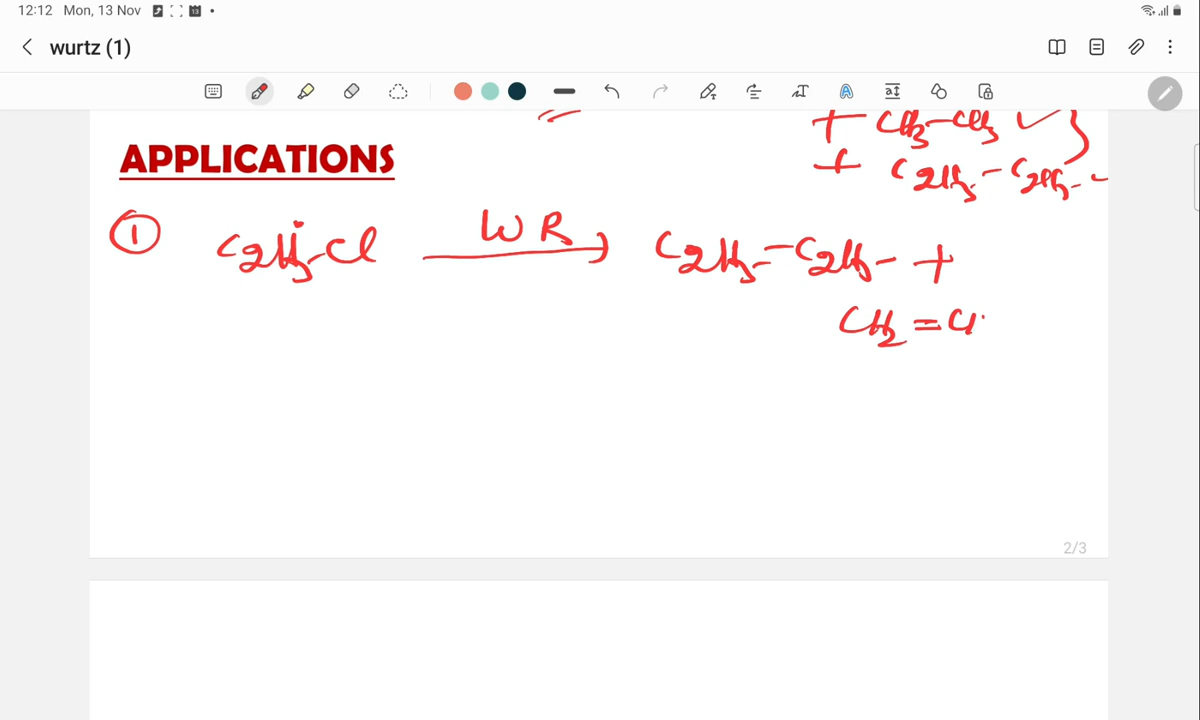 12:12 Mon, 13 Nov
wurtz (1)
+ CH3-CH3
+ C2H5-C2H5
APPLICATIONS
① C2H5-Cl WR C2H5-C2H5 +
CH2=C
2/3